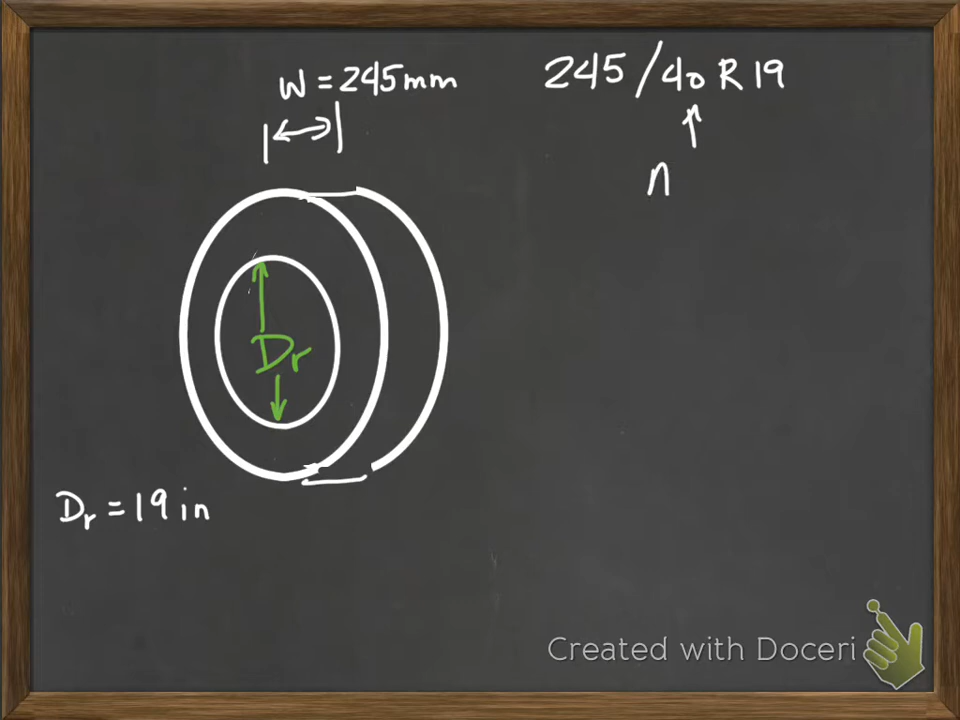 W = 245mm
245/40 R 19
n
Dr
Dr = 19 in
Created with Doceri